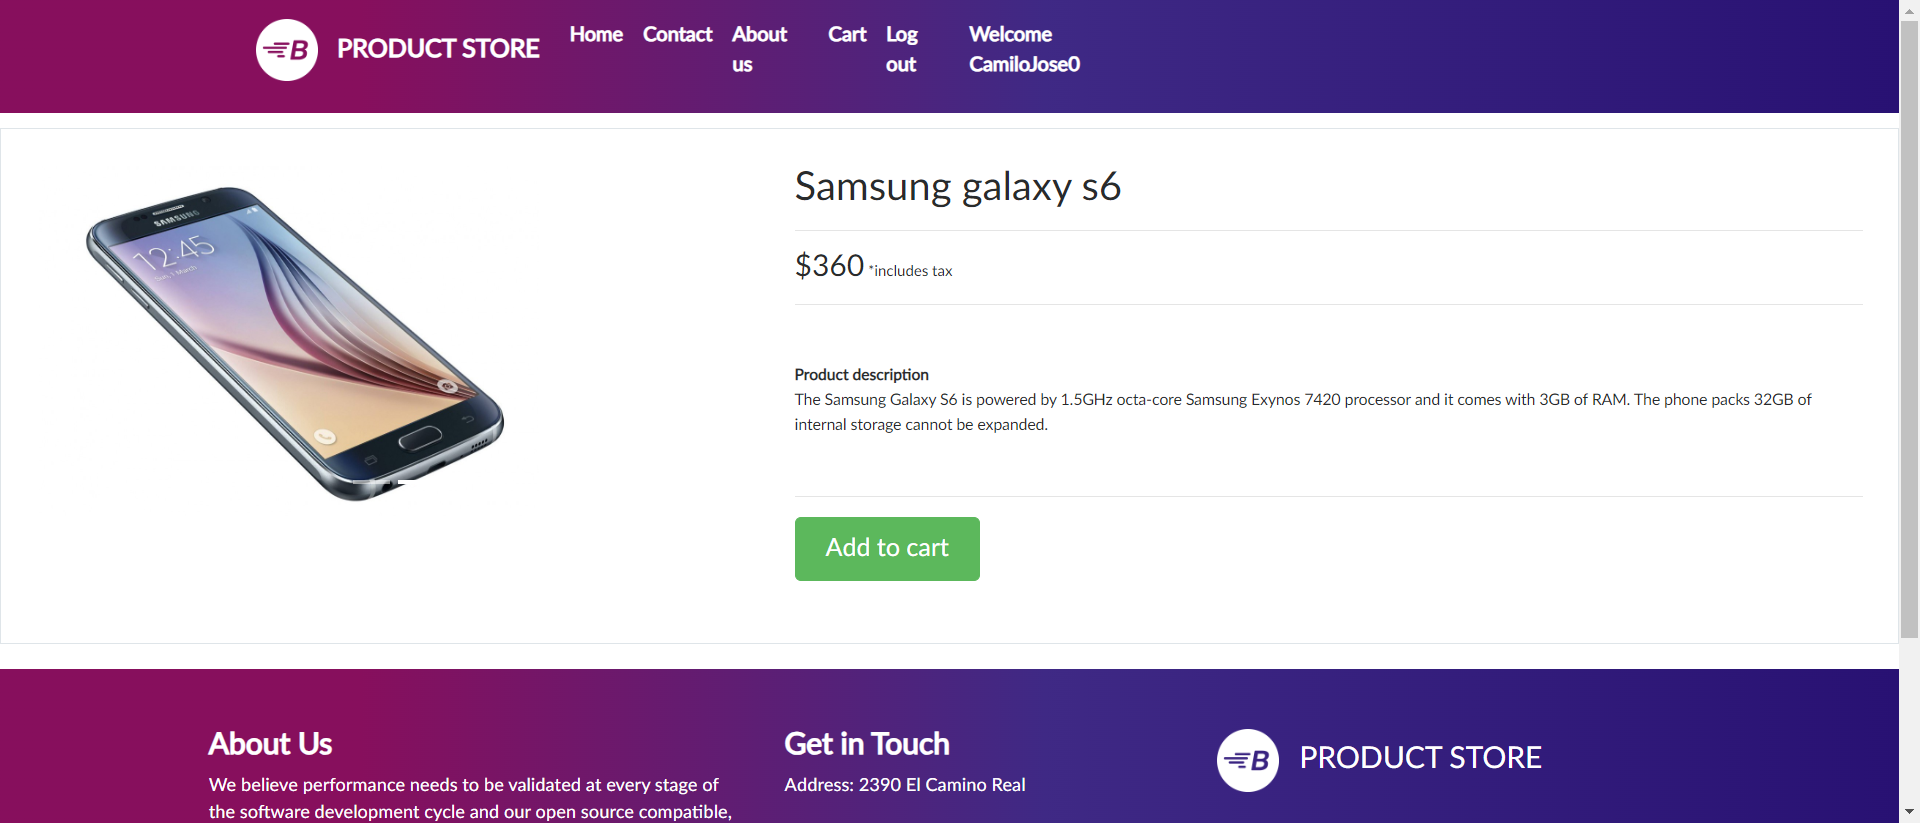 B PRODUCT STORE Home Contact About us Cart Log out Welcome CamiloJose0
SAMSUNG
12:45
Sun, 1 March
Samsung galaxy s6
$360 *includes tax
Product description
The Samsung Galaxy S6 is powered by 1.5GHz octa-core Samsung Exynos 7420 processor and it comes with 3GB of RAM. The phone packs 32GB of
internal storage cannot be expanded.
Add to cart
About Us
We believe performance needs to be validated at every stage of
the software development cycle and our open source compatible,
Get in Touch
Address: 2390 El Camino Real
B PRODUCT STORE